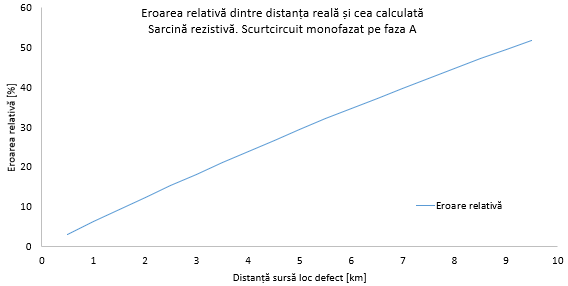 Eroarea relativă dintre distanța reală și cea calculată
Sarcină rezistivă. Scurtcircuit monofazat pe faza A
Eroarea relativă [%]
60
50
40
30
20
10
0
Eroare relativă
0 1 2 3 4 5 6 7 8 9 10
Distanță sursă loc defect [km]